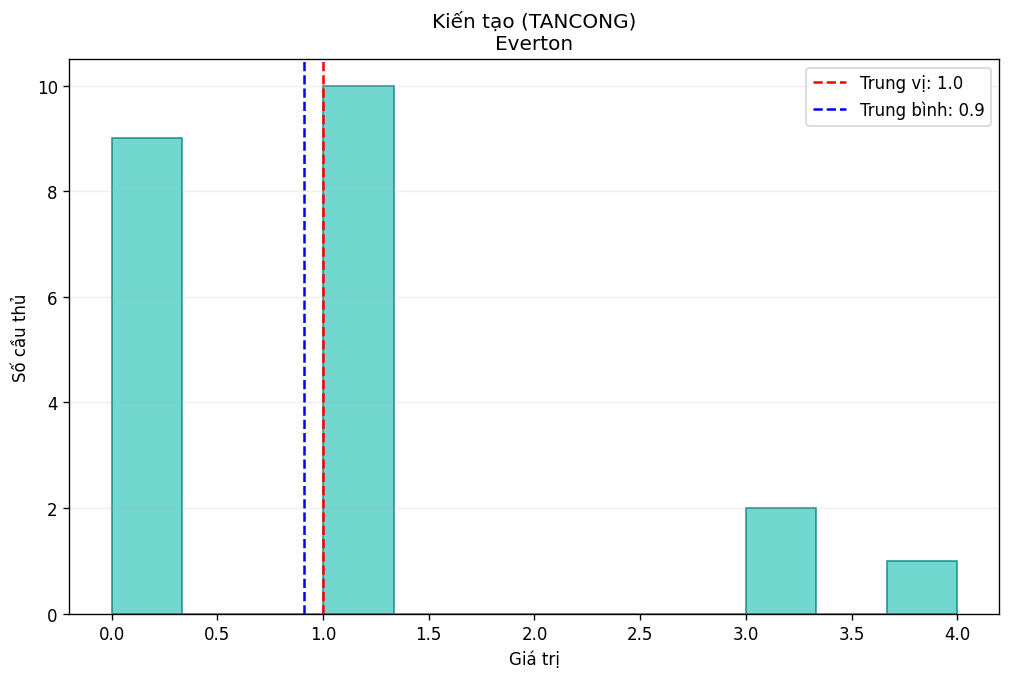 Kiến tạo (TANCONG)
Everton
Trung vị: 1.0
Trung bình: 0.9
Số cầu thủ
10
8
6
4
2
0
0.0 0.5 1.0 1.5 2.0 2.5 3.0 3.5 4.0
Giá trị